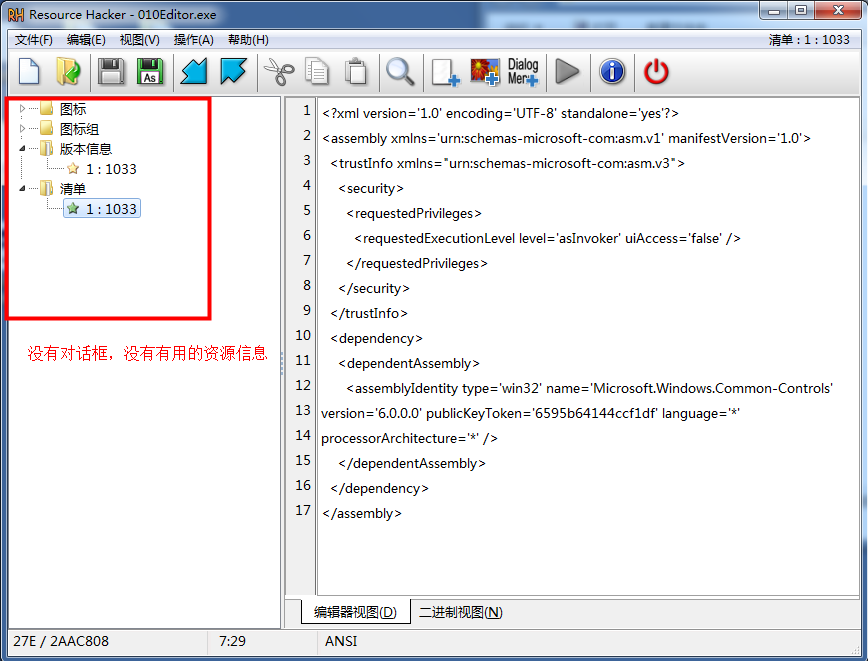 Resource Hacker - 010Editor.exe
文件(F) 编辑(E) 视图(V) 操作(A) 帮助(H) 清单 : 1 : 1033
As
Dialog
Menu
图标
图标组
版本信息
1 : 1033
清单
1 : 1033
没有对话框，没有有用的资源信息
1 <?xml version='1.0' encoding='UTF-8' standalone='yes'?>
2 <assembly xmlns='urn:schemas-microsoft-com:asm.v1' manifestVersion='1.0'>
3 <trustInfo xmlns="urn:schemas-microsoft-com:asm.v3">
4 <security>
5 <requestedPrivileges>
6 <requestedExecutionLevel level='asInvoker' uiAccess='false' />
7 </requestedPrivileges>
8 </security>
9 </trustInfo>
10 <dependency>
11 <dependentAssembly>
12 <assemblyIdentity type='win32' name='Microsoft.Windows.Common-Controls'
13 version='6.0.0.0' publicKeyToken='6595b64144ccf1df' language='*'
14 processorArchitecture='*' />
15 </dependentAssembly>
16 </dependency>
17 </assembly>
编辑器视图(D) 二进制视图(N)
27E / 2AAC808 7:29 ANSI